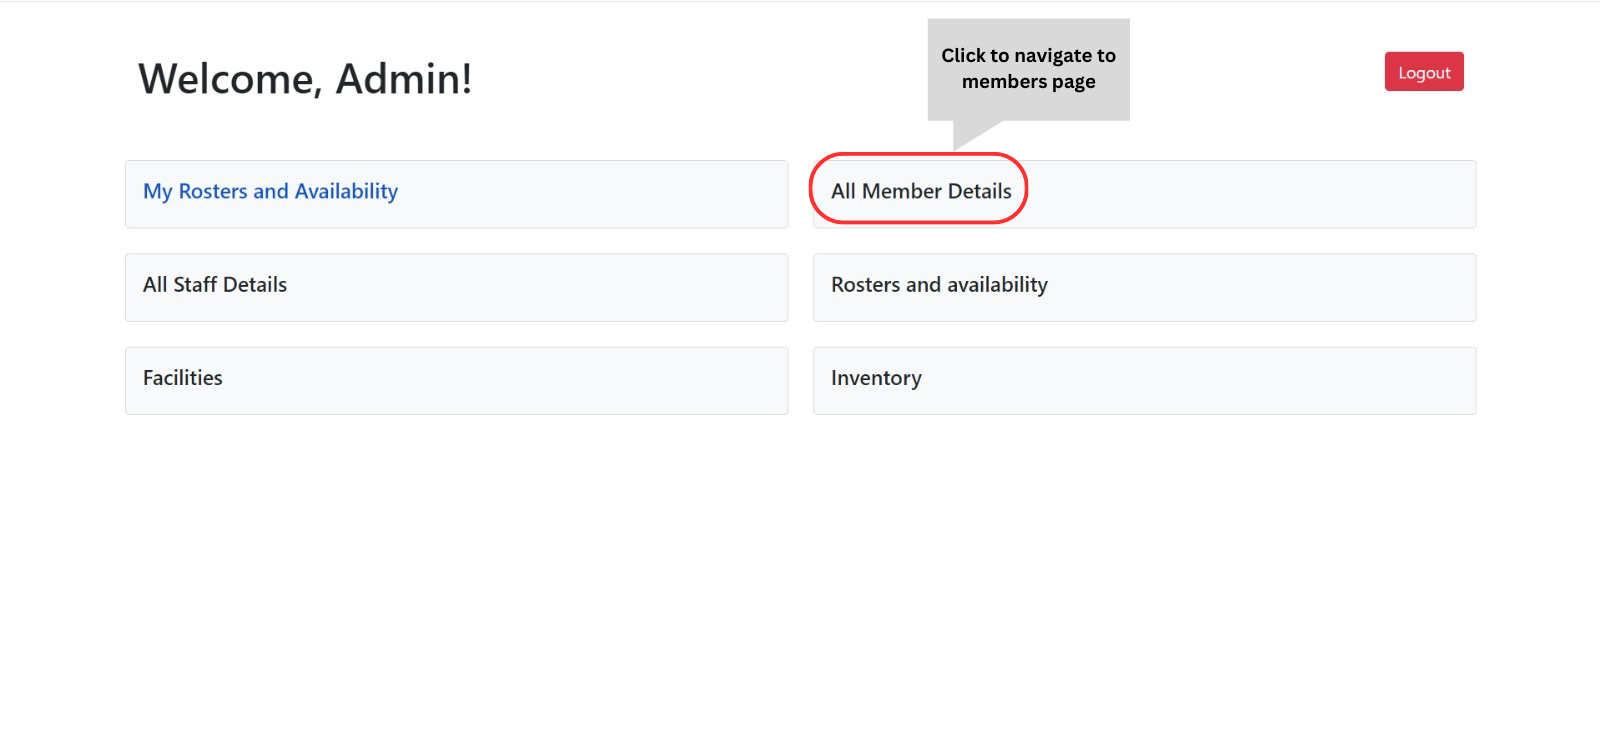 Click to navigate to
members page
Welcome, Admin!
Logout
My Rosters and Availability
All Member Details
All Staff Details
Rosters and availability
Facilities
Inventory